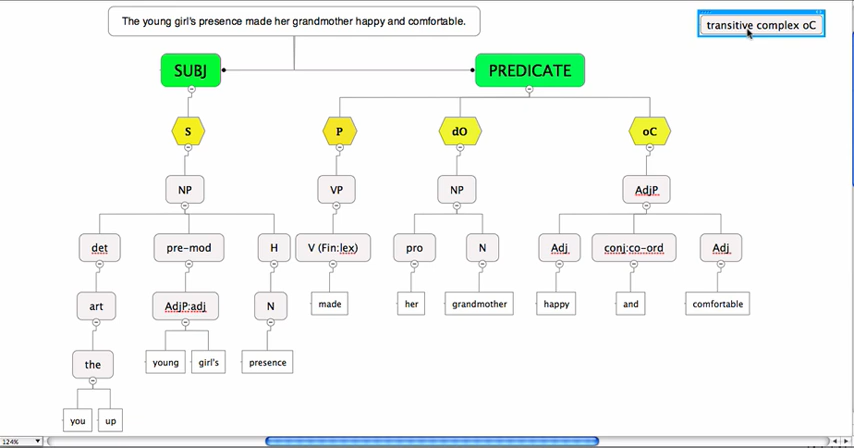 The young girl's presence made her grandmother happy and comfortable.
transitive complex oC
SUBJ
PREDICATE
S
P
dO
oC
NP
VP
NP
AdjP
det
pre-mod
H
V (Fin:lex)
pro
N
Adj
conj:co-ord
Adj
art
AdjP:adj
N
made
her
grandmother
happy
and
comfortable
the
young
girl's
presence
you
up
124%